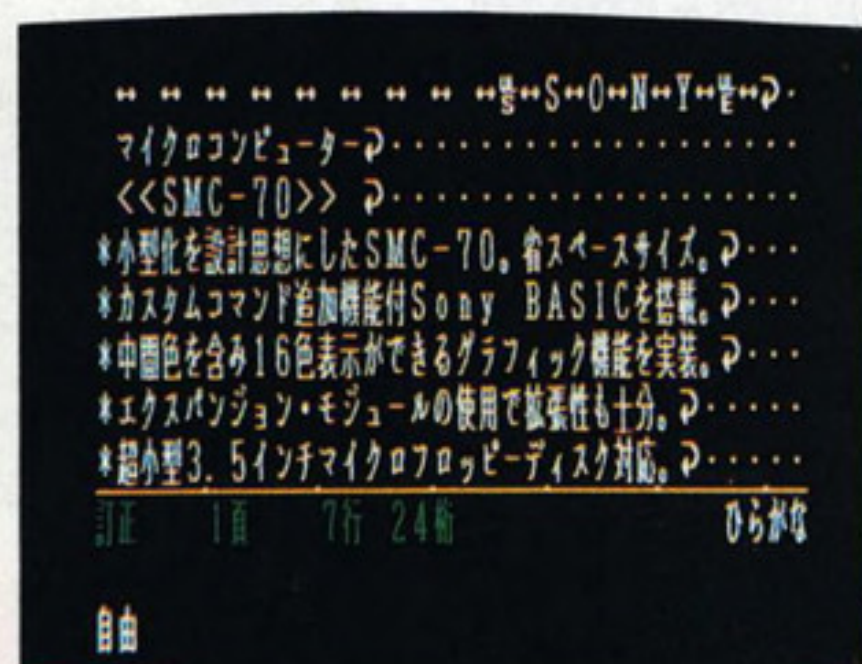 ↔ ↔ ↔ ↔ ↔ ↔ ↔ ↔ ↔US↔S↔O↔N↔Y↔UE↔⤶・
マイクロコンピューター⤶・・・・・・・・・・・・・・・・・・・
<<SMC-70>> ⤶・・・・・・・・・・・・・・・・・・・
*小型化を設計思想にしたSMC-70。省スペースサイズ。⤶・・・
*カスタムコマンド追加機能付Sony BASICを搭載。⤶・・・
*中間色を含み16色表示ができるグラフィック機能を実装。⤶・・・
*エクスパンジョン・モジュールの使用で拡張性も十分。⤶・・・・・
*超小型3.5インチマイクロフロッピーディスク対応。⤶・・・・・
訂正 1頁 7行 24桁 ひらがな
自由